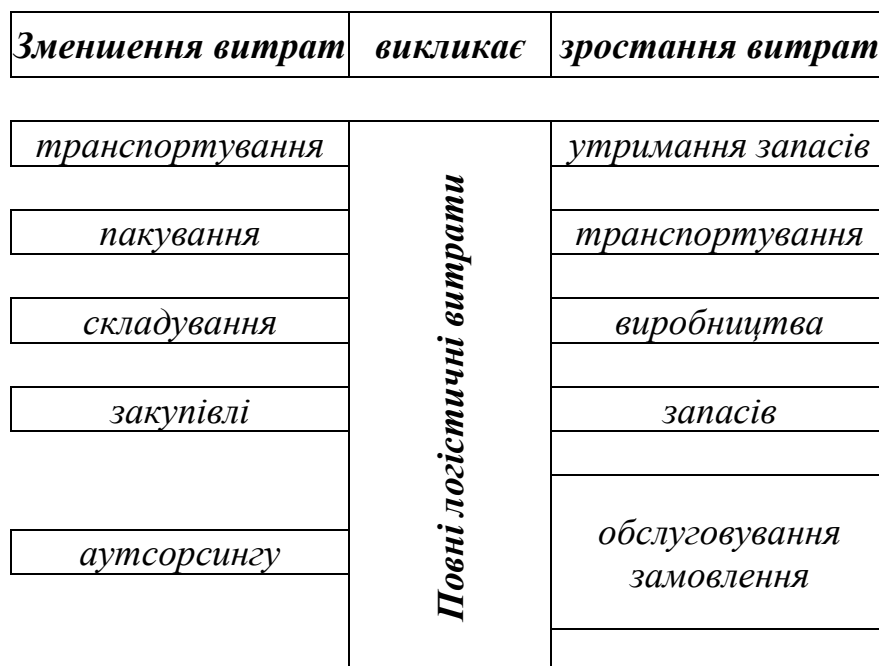 Зменшення витрат викликає зростання витрат
транспортування утримання запасів
пакування транспортування
складування виробництва
закупівлі запасів
аутсорсингу обслуговування
замовлення
Повні логістичні витрати